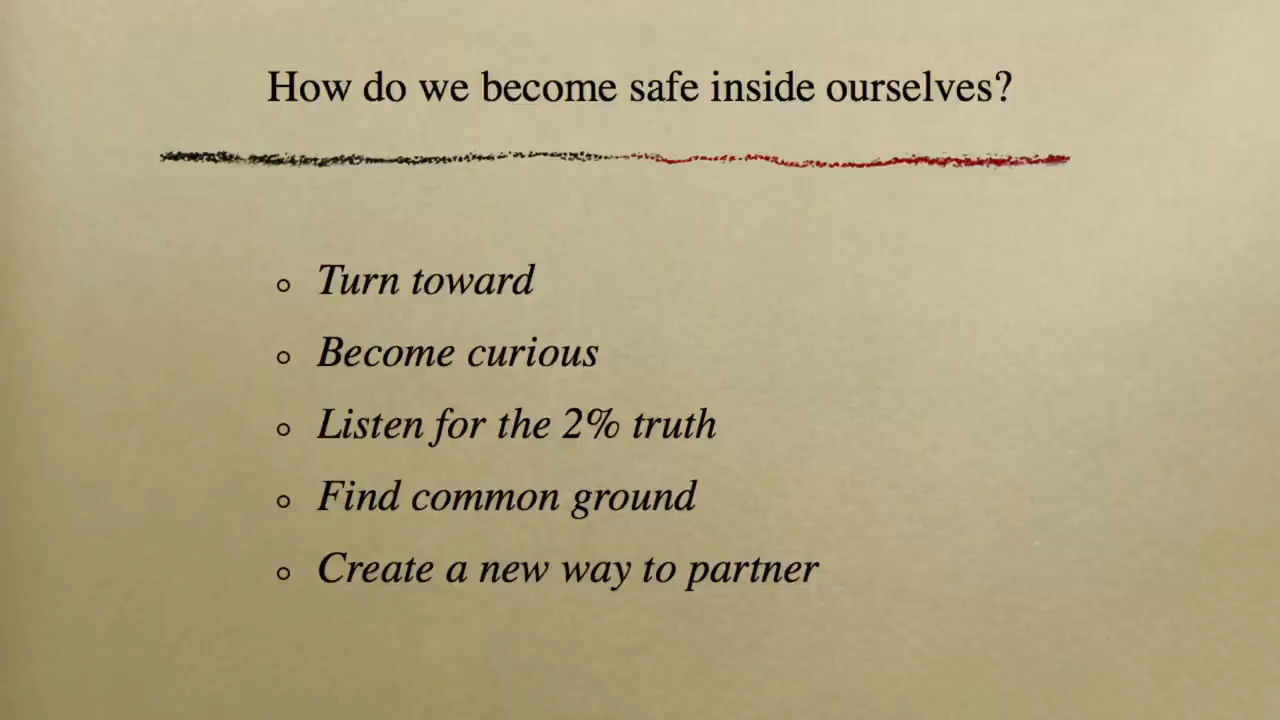 How do we become safe inside ourselves?
Turn toward
Become curious
Listen for the 2% truth
Find common ground
Create a new way to partner